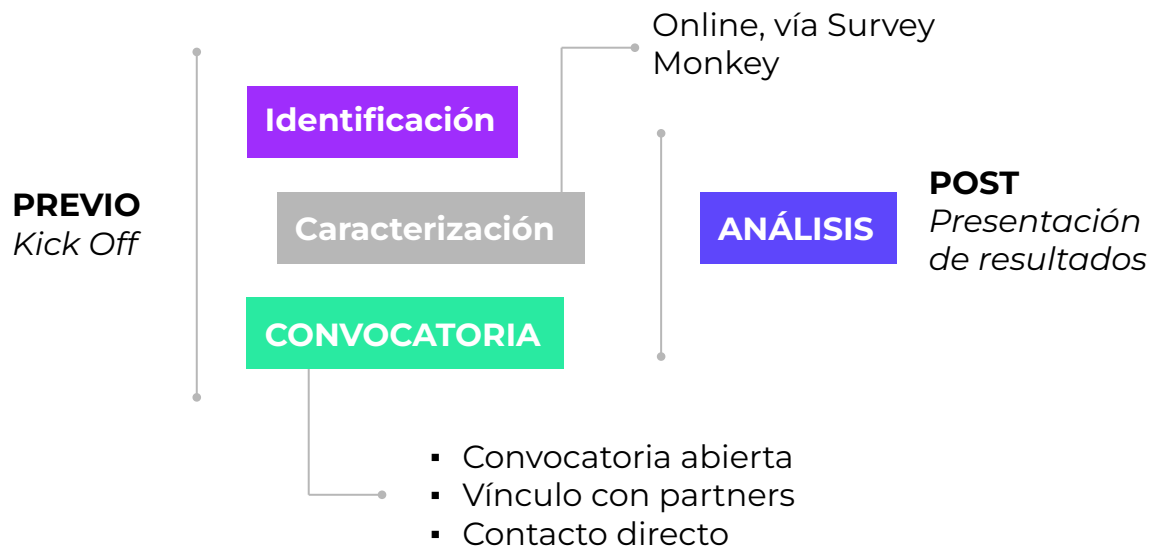 Online, vía Survey
Monkey
Identificación
PREVIO
Kick Off
Caracterización
ANÁLISIS
POST
Presentación
de resultados
CONVOCATORIA
▪ Convocatoria abierta
▪ Vínculo con partners
▪ Contacto directo